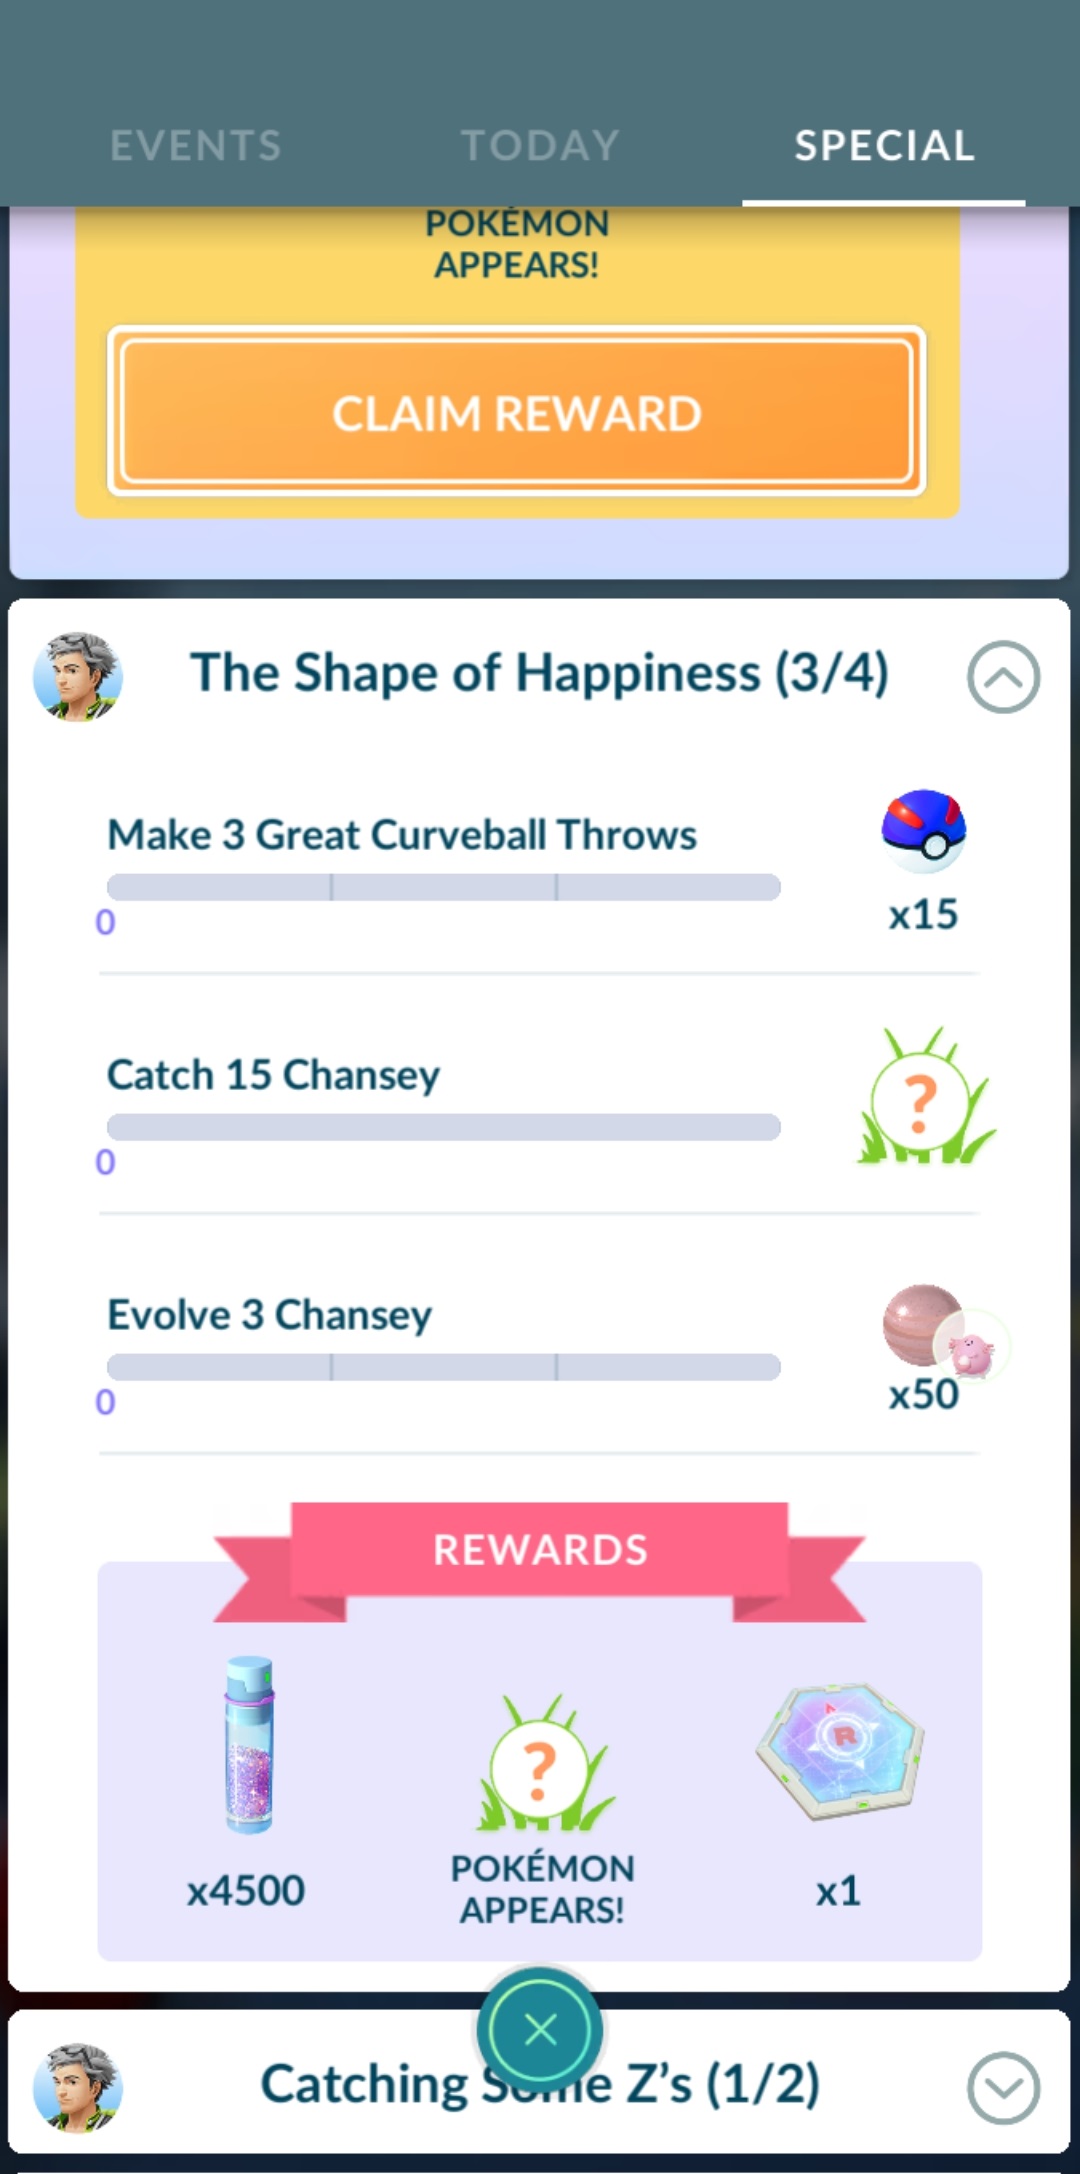 EVENTS TODAY SPECIAL
POKÉMON
APPEARS!
CLAIM REWARD
The Shape of Happiness (3/4)
Make 3 Great Curveball Throws
0
x15
Catch 15 Chansey
0
?
Evolve 3 Chansey
0
x50
REWARDS
?
R
x4500
POKÉMON
APPEARS!
x1
Catching Some Z's (1/2)